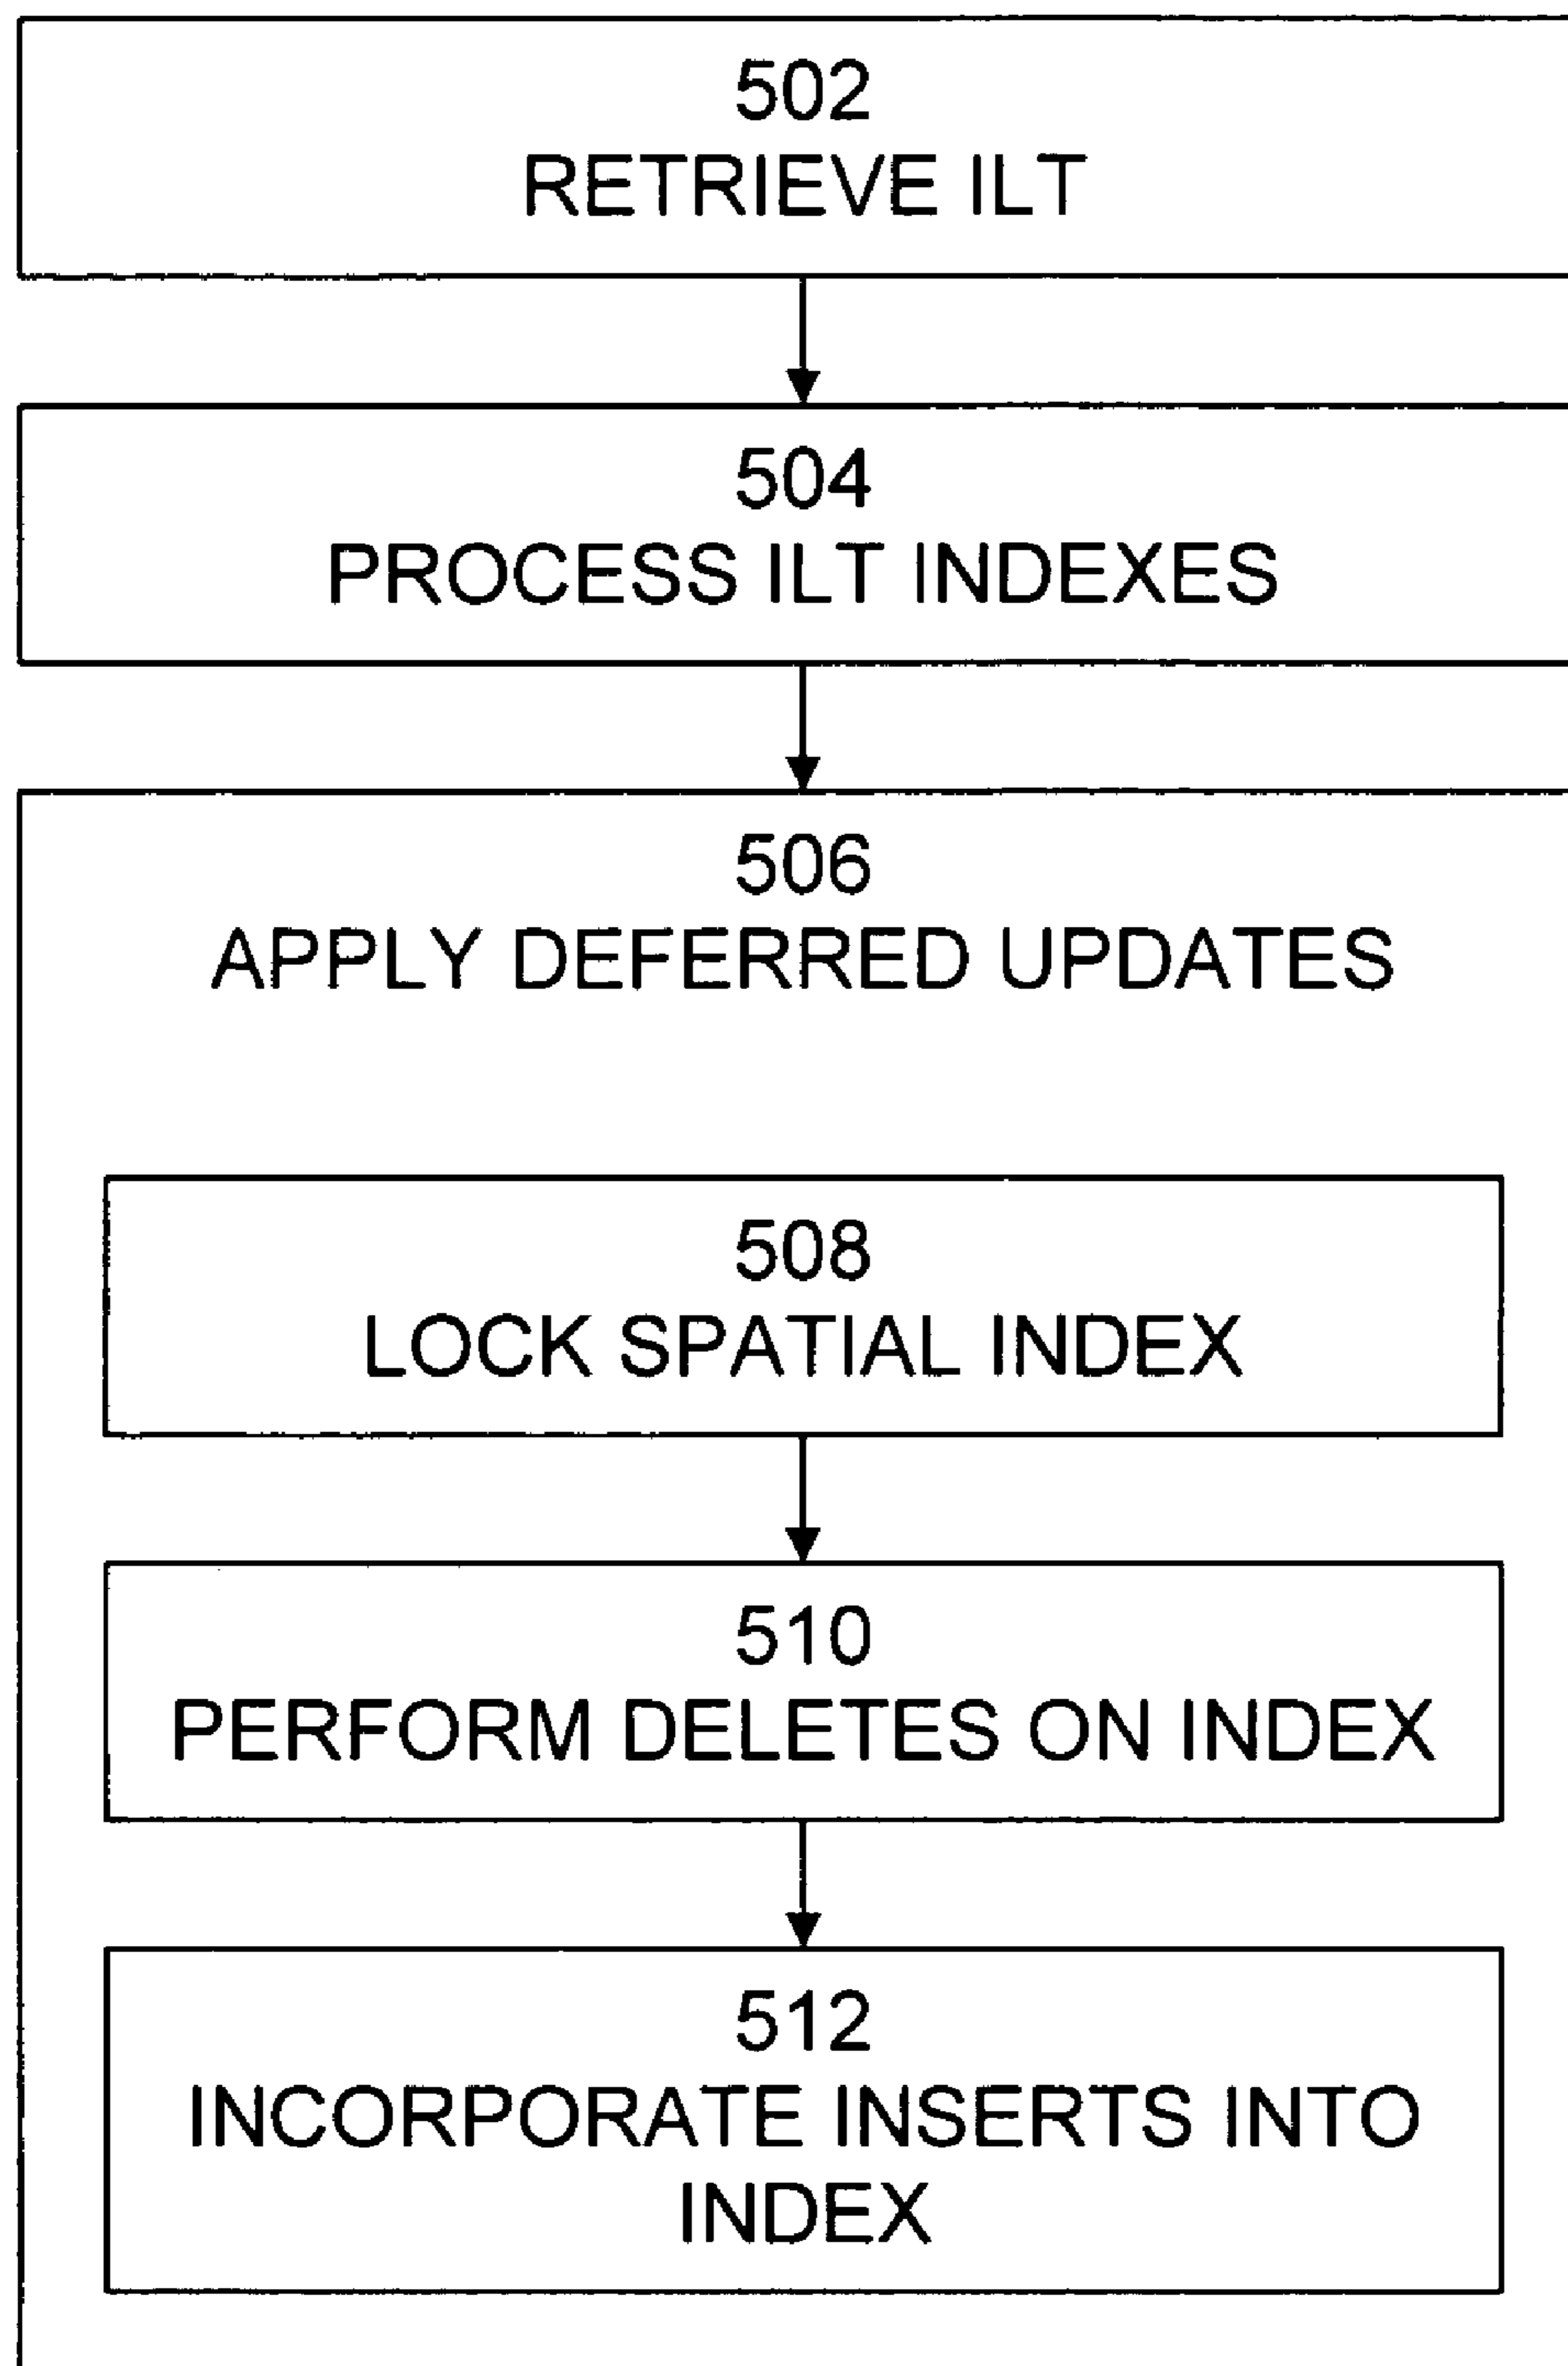 502
RETRIEVE ILT
504
PROCESS ILT INDEXES
506
APPLY DEFERRED UPDATES
508
LOCK SPATIAL INDEX
510
PERFORM DELETES ON INDEX
512
INCORPORATE INSERTS INTO
INDEX